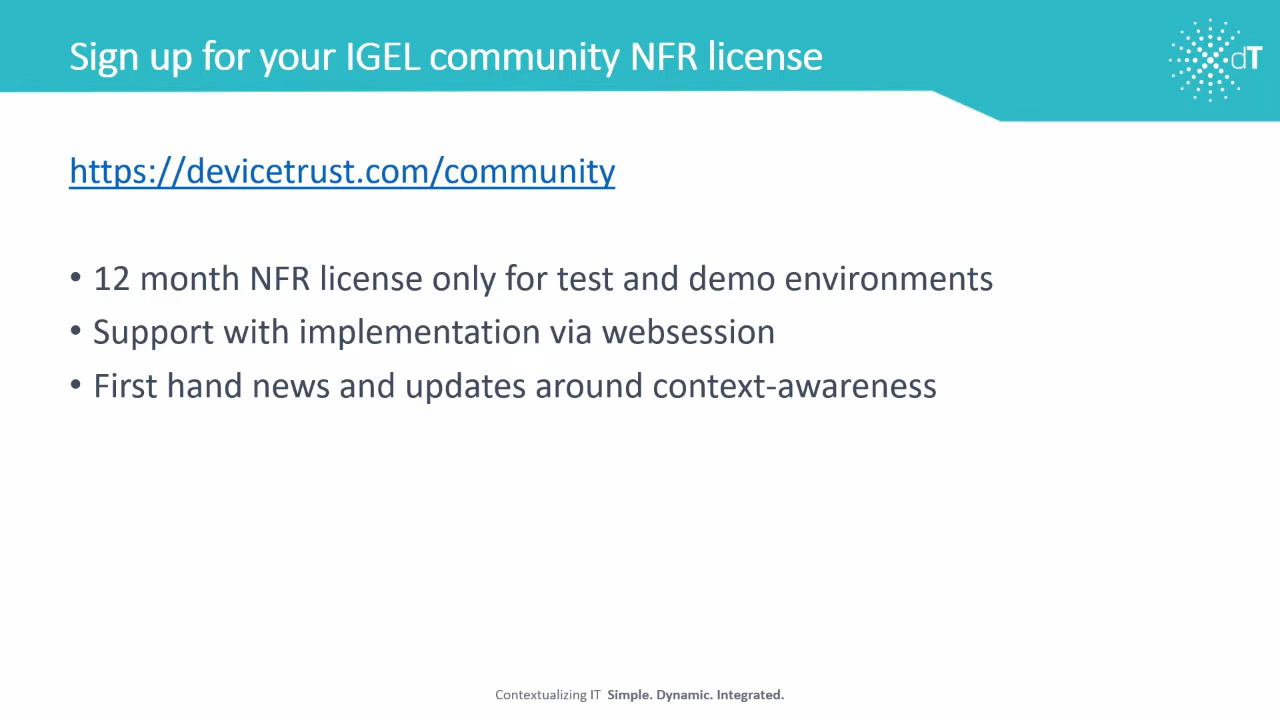 Sign up for your IGEL community NFR license
dT
https://devicetrust.com/community
• 12 month NFR license only for test and demo environments
• Support with implementation via websession
• First hand news and updates around context-awareness
Contextualizing IT Simple. Dynamic. Integrated.